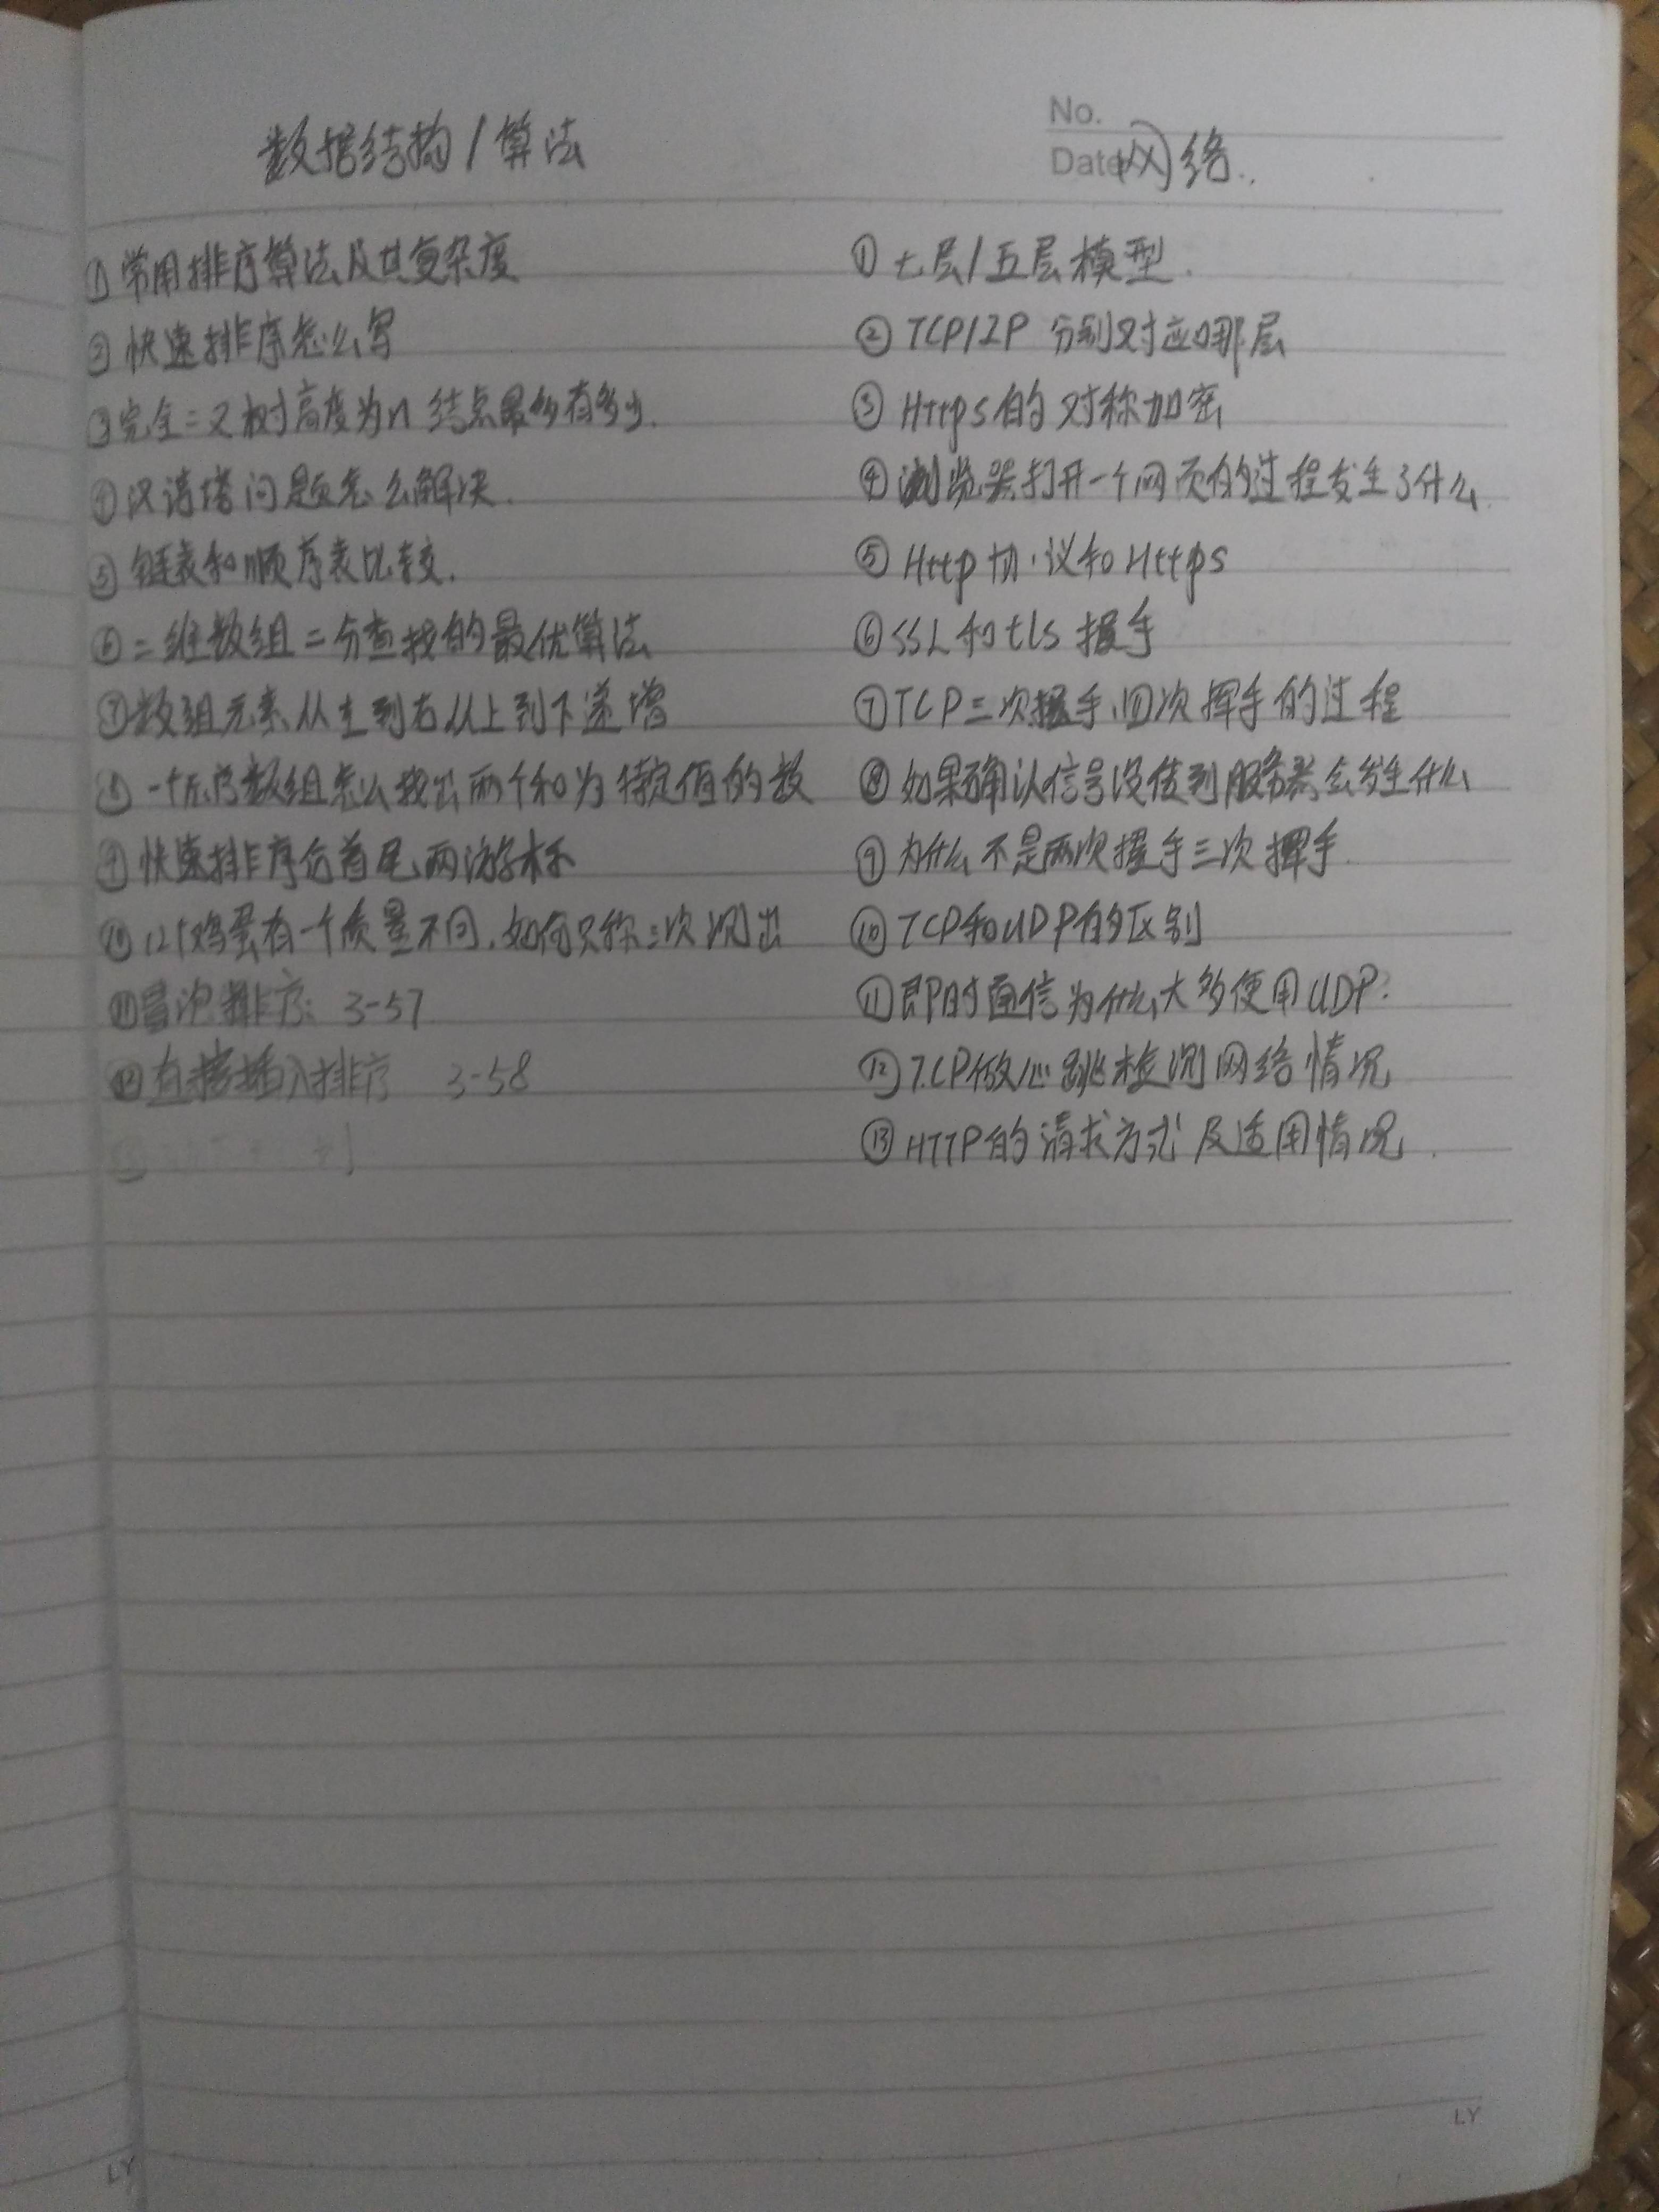 No.
Date
数据结构/算法
①常用排序算法及其复杂度
②快速排序怎么写
③完全二叉树高度为n 结点最多有多少.
④汉诺塔问题怎么解决.
⑤链表和顺序表比较.
⑥二维数组二分查找的最优算法
⑦数组元素从左到右从上到下递增
⑧一个有序数组怎么找出两个和为特定值的数
⑨快速排序 首尾两游标
⑩12个鸡蛋有一个质量不同,如何只称三次测出
⑪冒泡排序: 3-57
⑫直接插入排序 3-58
网络..
①七层/五层模型.
②TCP/IP 分别对应哪层
③Https的对称加密
④浏览器打开一个网页的过程发生了什么.
⑤Http协议和Https
⑥SSL和tls握手
⑦TCP三次握手、四次挥手的过程
⑧如果确认信号没传到服务器会发生什么
⑨为什么不是两次握手三次挥手.
⑩TCP和UDP的区别
⑪即时通信为什么大多使用UDP?
⑫TCP做心跳检测网络情况
⑬HTTP的请求方式及适用情况.
LY
LY